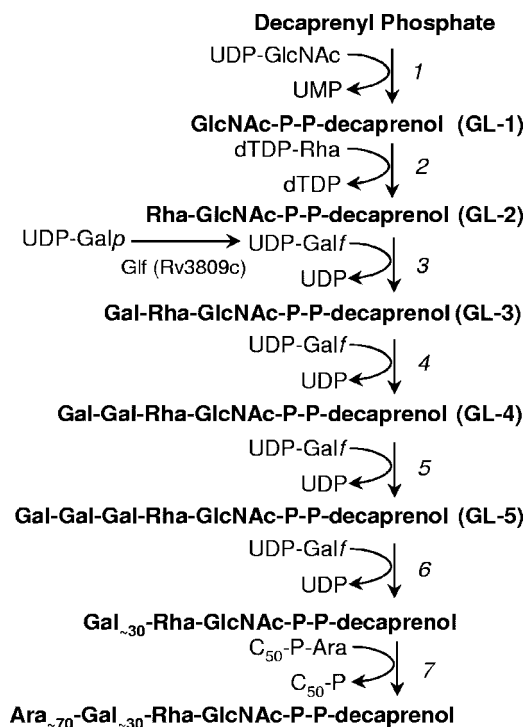 Decaprenyl Phosphate
UDP-GlcNAc
1
UMP
GlcNAc-P-P-decaprenol (GL-1)
dTDP-Rha
2
dTDP
Rha-GlcNAc-P-P-decaprenol (GL-2)
UDP-Galp UDP-Galf
Glf (Rv3809c) 3
UDP
Gal-Rha-GlcNAc-P-P-decaprenol (GL-3)
UDP-Galf
4
UDP
Gal-Gal-Rha-GlcNAc-P-P-decaprenol (GL-4)
UDP-Galf
5
UDP
Gal-Gal-Gal-Rha-GlcNAc-P-P-decaprenol (GL-5)
UDP-Galf
6
UDP
Gal~30-Rha-GlcNAc-P-P-decaprenol
C50-P-Ara
7
C50-P
Ara~70-Gal~30-Rha-GlcNAc-P-P-decaprenol